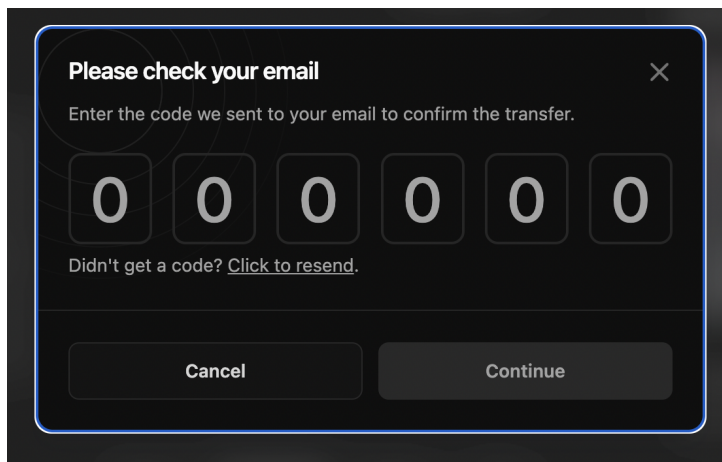 Please check your email
Enter the code we sent to your email to confirm the transfer.
0 0 0 0 0 0
Didn't get a code? Click to resend.
Cancel Continue